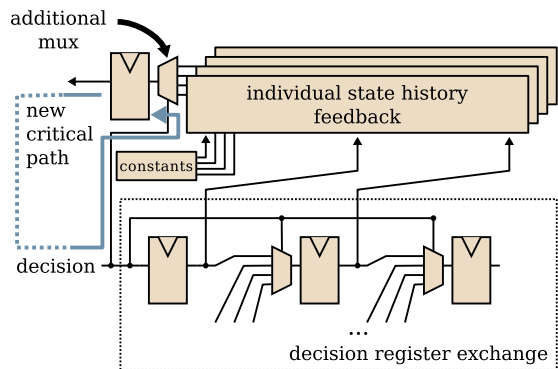 additional
mux
individual state history
feedback
new
critical
path
constants
decision
...
decision register exchange